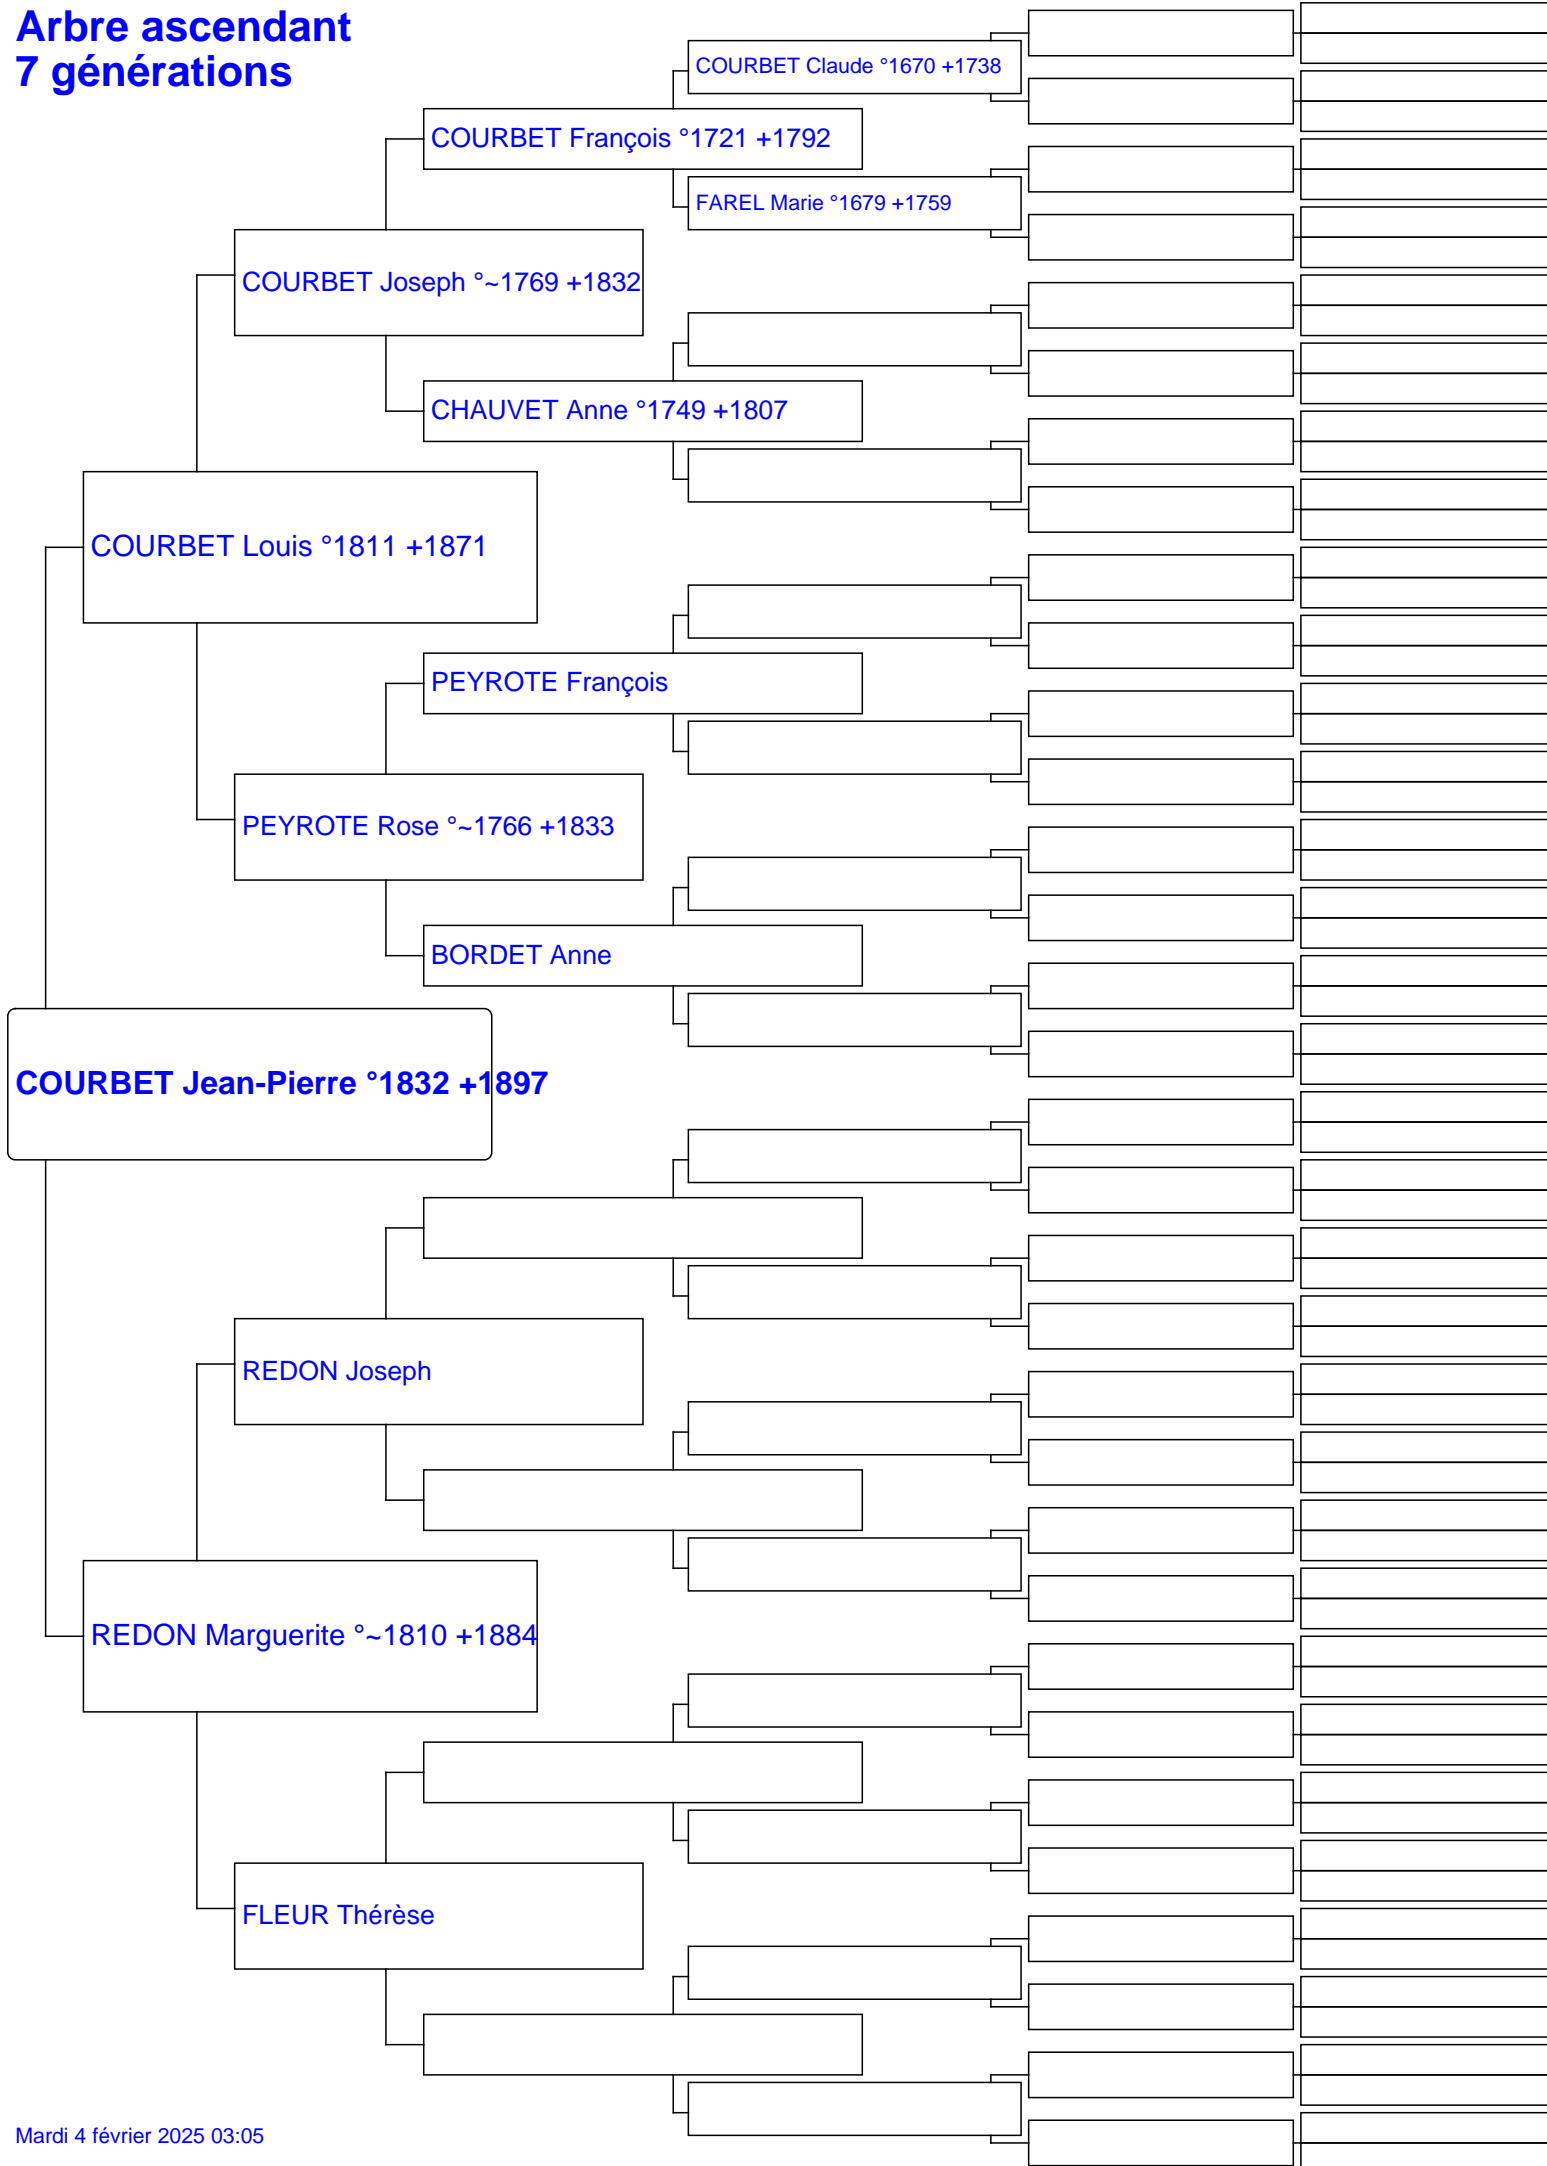 Arbre ascendant
7 générations
COURBET Claude °1670 +1738
COURBET François °1721 +1792
FAREL Marie °1679 +1759
COURBET Joseph °~1769 +1832
CHAUVET Anne °1749 +1807
COURBET Louis °1811 +1871
PEYROTE François
PEYROTE Rose °~1766 +1833
BORDET Anne
COURBET Jean-Pierre °1832 +1897
REDON Joseph
REDON Marguerite °~1810 +1884
FLEUR Thérèse
Mardi 4 février 2025 03:05